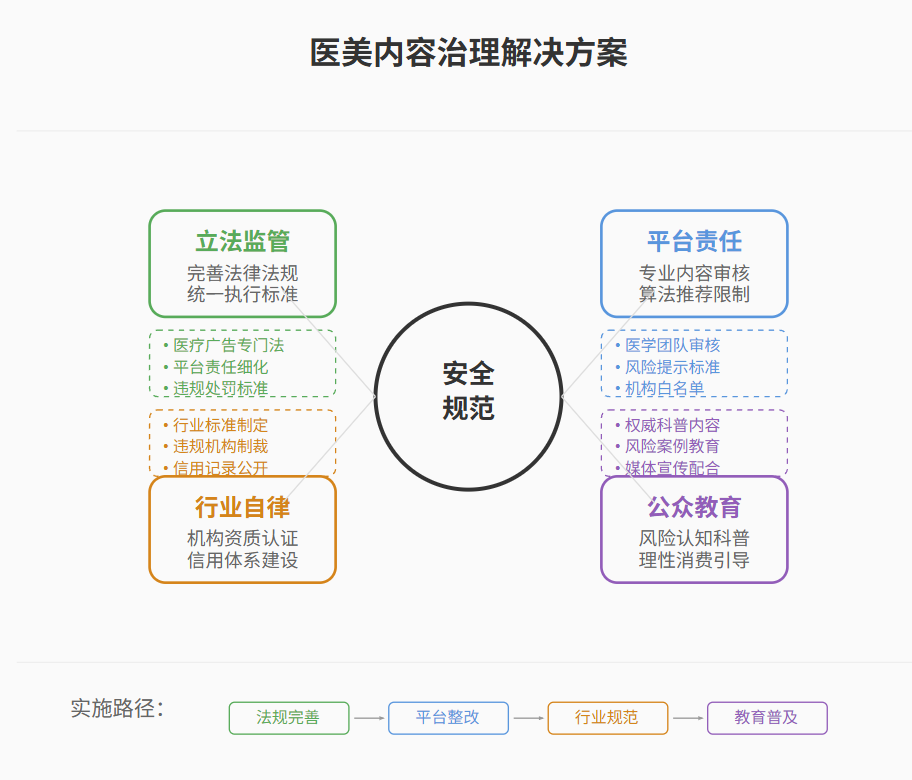 医美内容治理解决方案
立法监管
完善法律法规
统一执行标准
• 医疗广告专门法
• 平台责任细化
• 违规处罚标准
• 行业标准制定
• 违规机构制裁
• 信用记录公开
行业自律
机构资质认证
信用体系建设
安全
规范
平台责任
专业内容审核
算法推荐限制
• 医学团队审核
• 风险提示标准
• 机构白名单
• 权威科普内容
• 风险案例教育
• 媒体宣传配合
公众教育
风险认知科普
理性消费引导
实施路径：
法规完善
平台整改
行业规范
教育普及